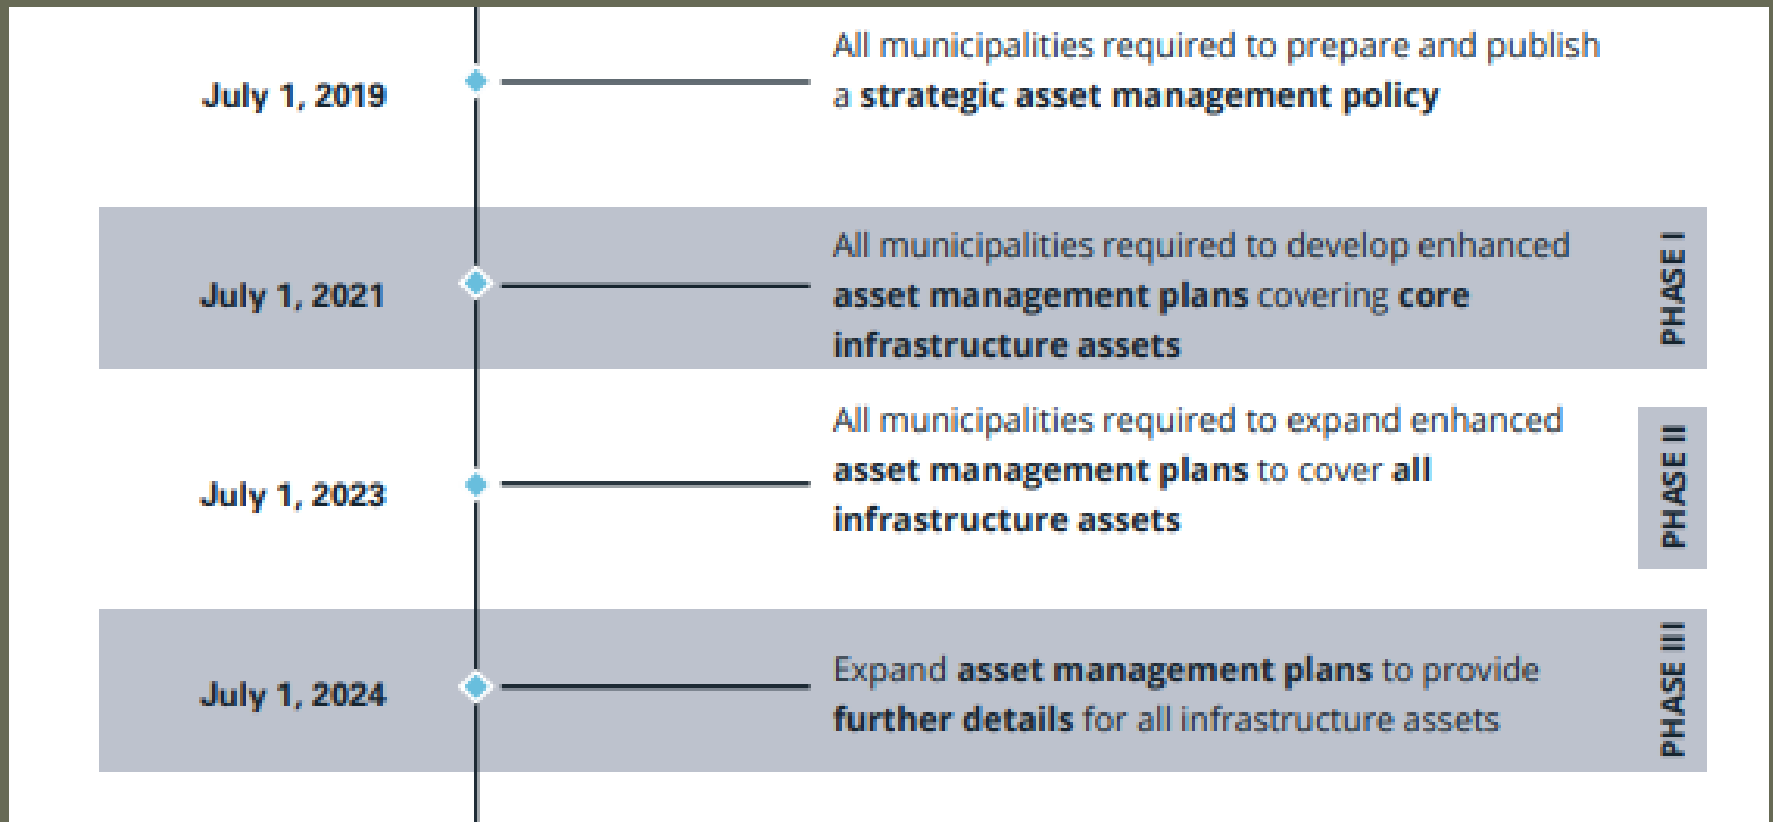 July 1, 2019
All municipalities required to prepare and publish
a strategic asset management policy
July 1, 2021
All municipalities required to develop enhanced
asset management plans covering core
infrastructure assets
PHASE I
July 1, 2023
All municipalities required to expand enhanced
asset management plans to cover all
infrastructure assets
PHASE II
July 1, 2024
Expand asset management plans to provide
further details for all infrastructure assets
PHASE III